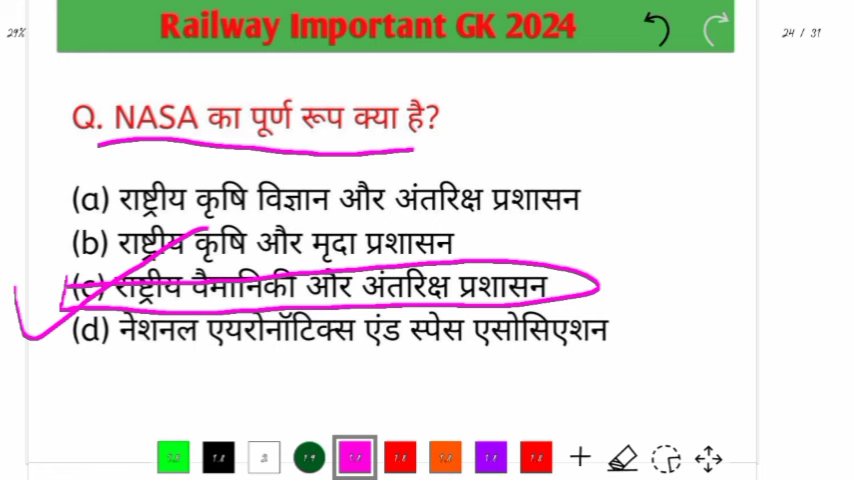 Railway Important GK 2024
29%
24 / 31
Q. NASA का पूर्ण रूप क्या है?
(a) राष्ट्रीय कृषि विज्ञान और अंतरिक्ष प्रशासन
(b) राष्ट्रीय कृषि और मृदा प्रशासन
(c) राष्ट्रीय वैमानिकी और अंतरिक्ष प्रशासन
(d) नेशनल एयरोनॉटिक्स एंड स्पेस एसोसिएशन